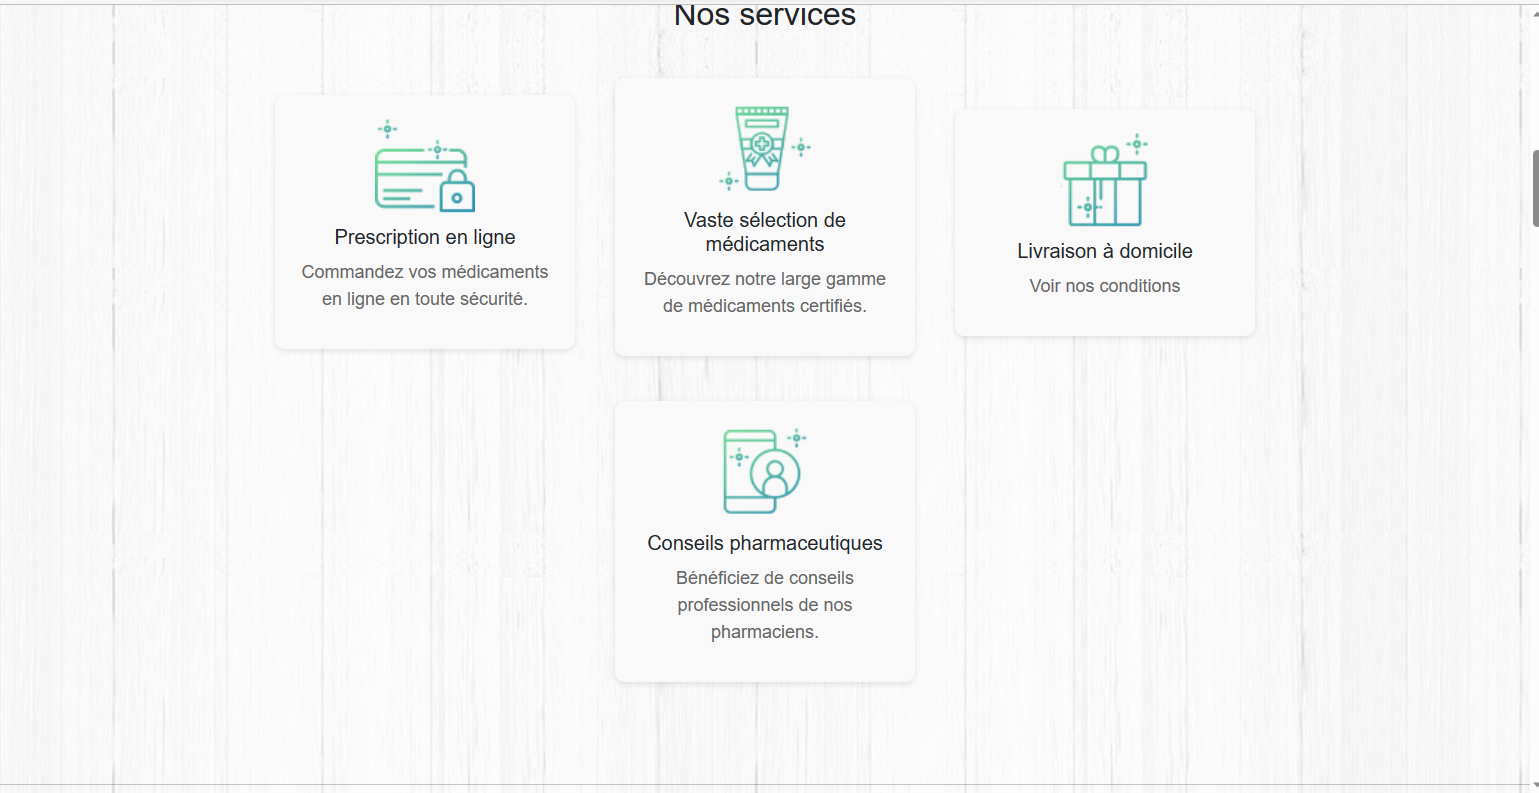 Nos services
Prescription en ligne
Commandez vos médicaments
en ligne en toute sécurité.
Vaste sélection de
médicaments
Découvrez notre large gamme
de médicaments certifiés.
Livraison à domicile
Voir nos conditions
Conseils pharmaceutiques
Bénéficiez de conseils
professionnels de nos
pharmaciens.